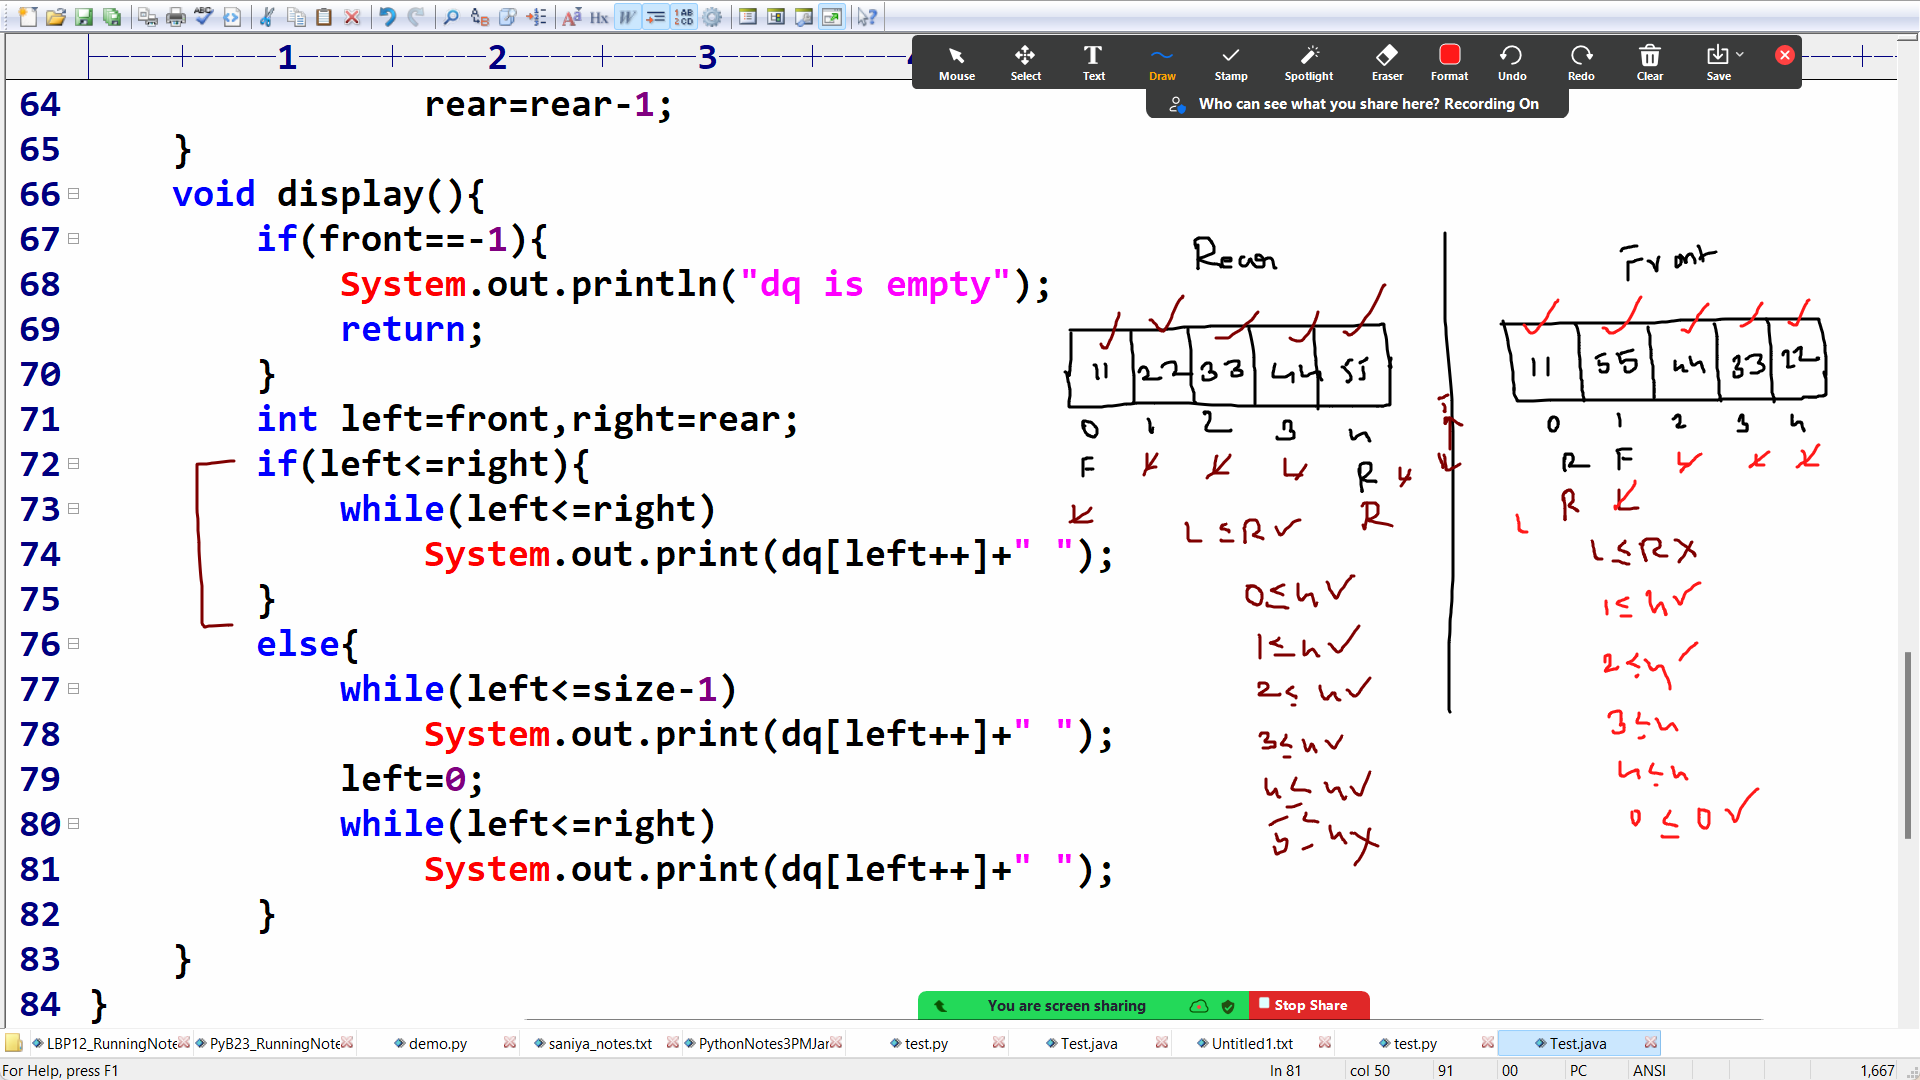 1 2 3
Mouse Select Text Draw Stamp Spotlight Eraser Format Undo Redo Clear Save
Who can see what you share here? Recording On
64 rear=rear-1;
65 }
66 void display(){
67 if(front==-1){
68 System.out.println("dq is empty");
69 return;
70 }
71 int left=front,right=rear;
72 if(left<=right){
73 while(left<=right)
74 System.out.print(dq[left++]+" ");
75 }
76 else{
77 while(left<=size-1)
78 System.out.print(dq[left++]+" ");
79 left=0;
80 while(left<=right)
81 System.out.print(dq[left++]+" ");
82 }
83 }
84 }
Rear
11 22 33 44 55
0 1 2 3 4
F R
R
L ≤ R ✓
0 ≤ 4 ✓
1 ≤ 4 ✓
2 ≤ 4 ✓
3 ≤ 4 ✓
4 ≤ 4 ✓
5 ≤ 4 ✗
Front
11 55 44 33 22
0 1 2 3 4
R F
L R
L ≤ R ✗
1 ≤ 4 ✓
2 ≤ 4 ✓
3 ≤ 4
4 ≤ 4
0 ≤ 0 ✓
You are screen sharing Stop Share
LBP12_RunningNote PyB23_RunningNote demo.py saniya_notes.txt PythonNotes3PMJan test.py Test.java Untitled1.txt test.py Test.java
For Help, press F1 ln 81 col 50 91 00 PC ANSI 1,667